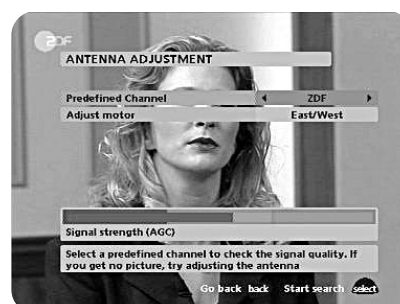 ZDF
ANTENNA ADJUSTMENT
Predefined Channel ZDF
Adjust motor East/West
Signal strength (AGC)
Select a predefined channel to check the signal quality. If
you get no picture, try adjusting the antenna
Go back back Start search select